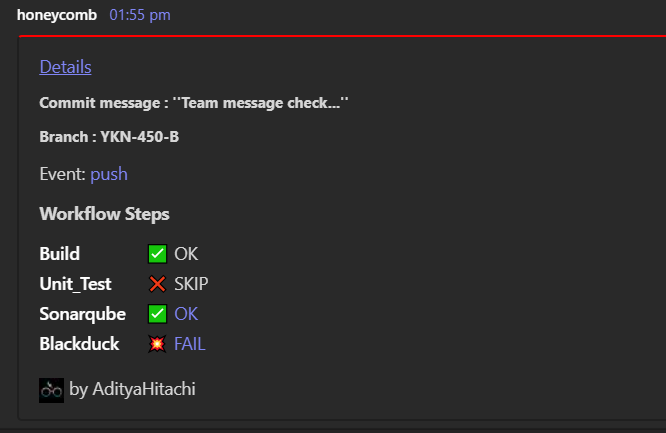 honeycomb 01:55 pm
Details
Commit message : ''Team message check...''
Branch : YKN-450-B
Event: push
Workflow Steps
Build ✅ OK
Unit_Test ❌ SKIP
Sonarqube ✅ OK
Blackduck 💥 FAIL
by AdityaHitachi